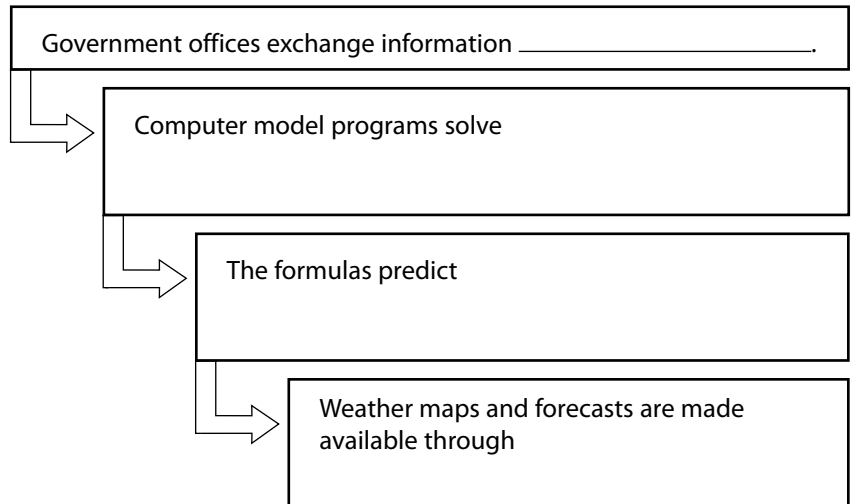 Government offices exchange information ____________________.
Computer model programs solve
The formulas predict
Weather maps and forecasts are made
available through